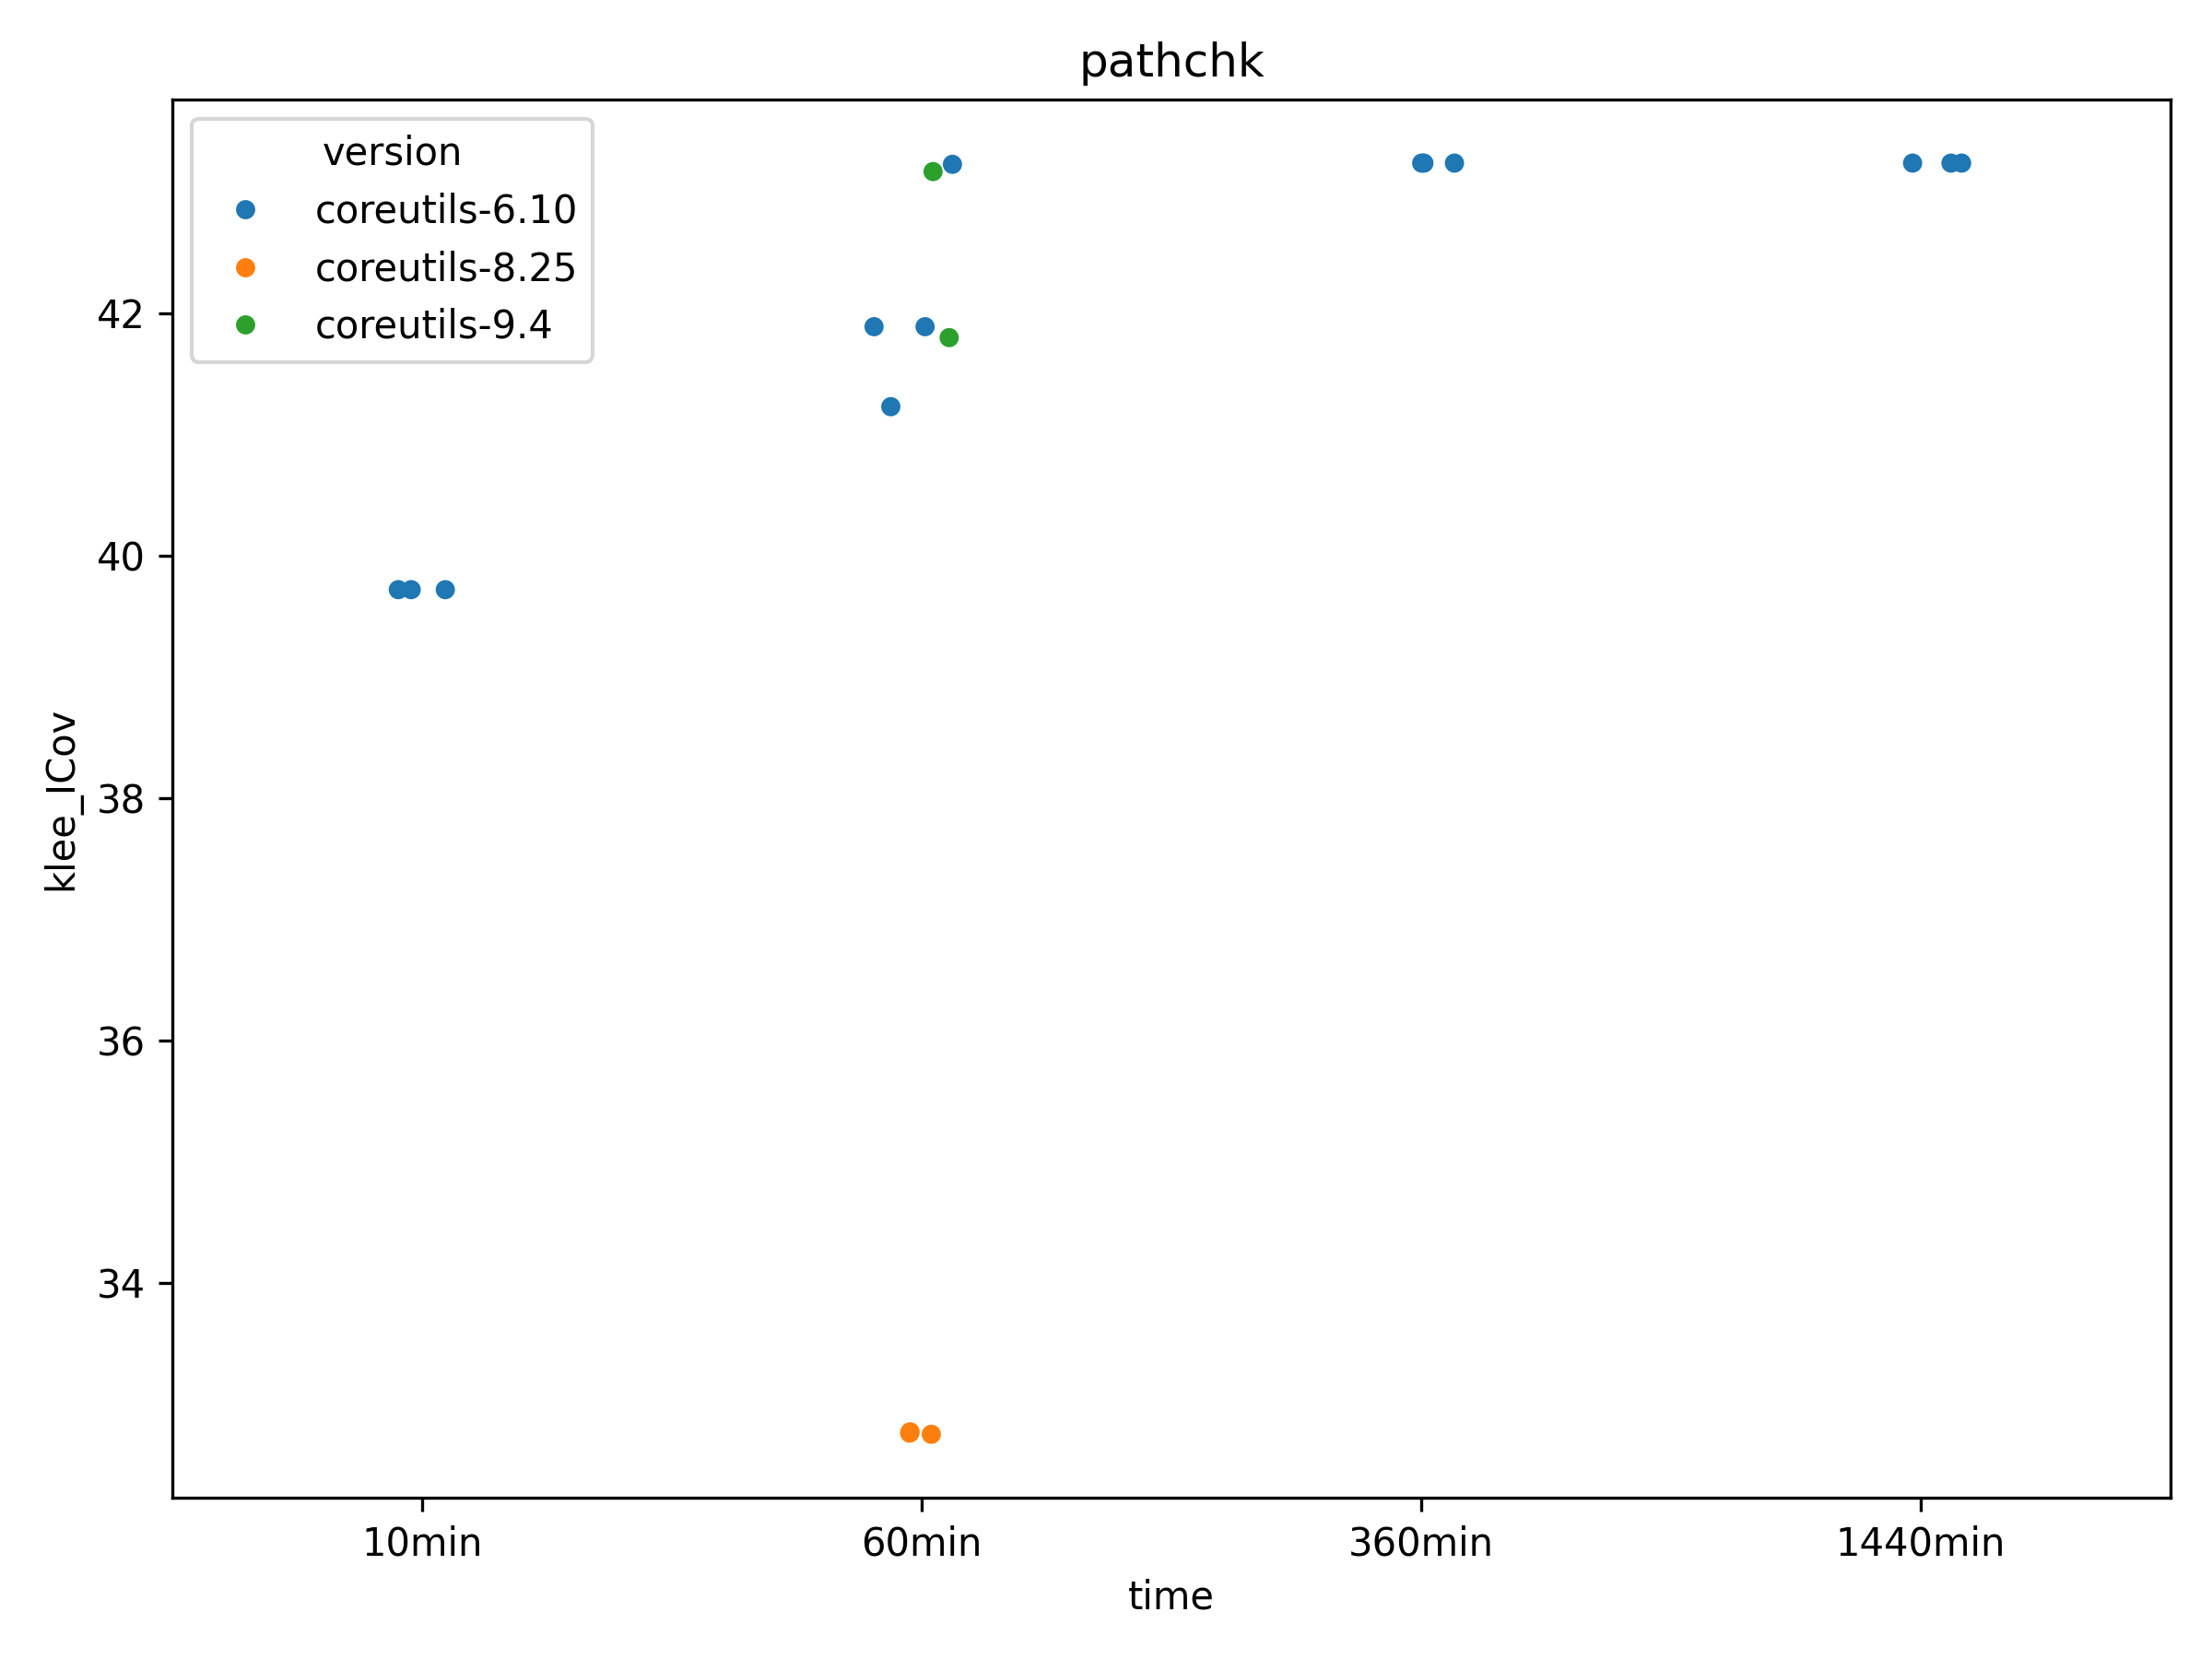 pathchk
version
coreutils-6.10
coreutils-8.25
coreutils-9.4
42
40
38
36
34
klee_ICov
10min
60min
360min
1440min
time